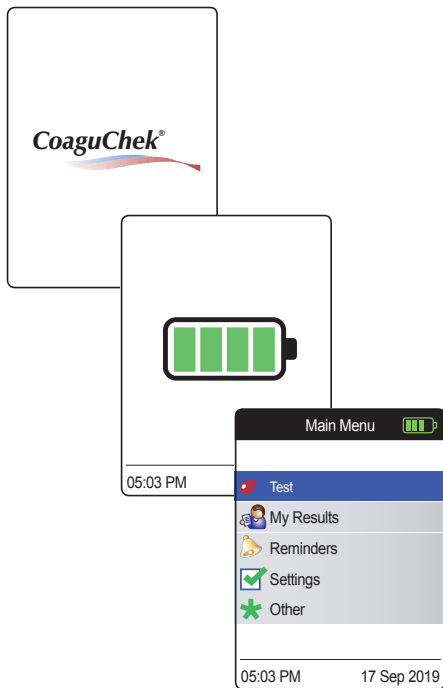 CoaguChek®
05:03 PM
Main Menu
Test
My Results
Reminders
Settings
Other
05:03 PM 17 Sep 2019